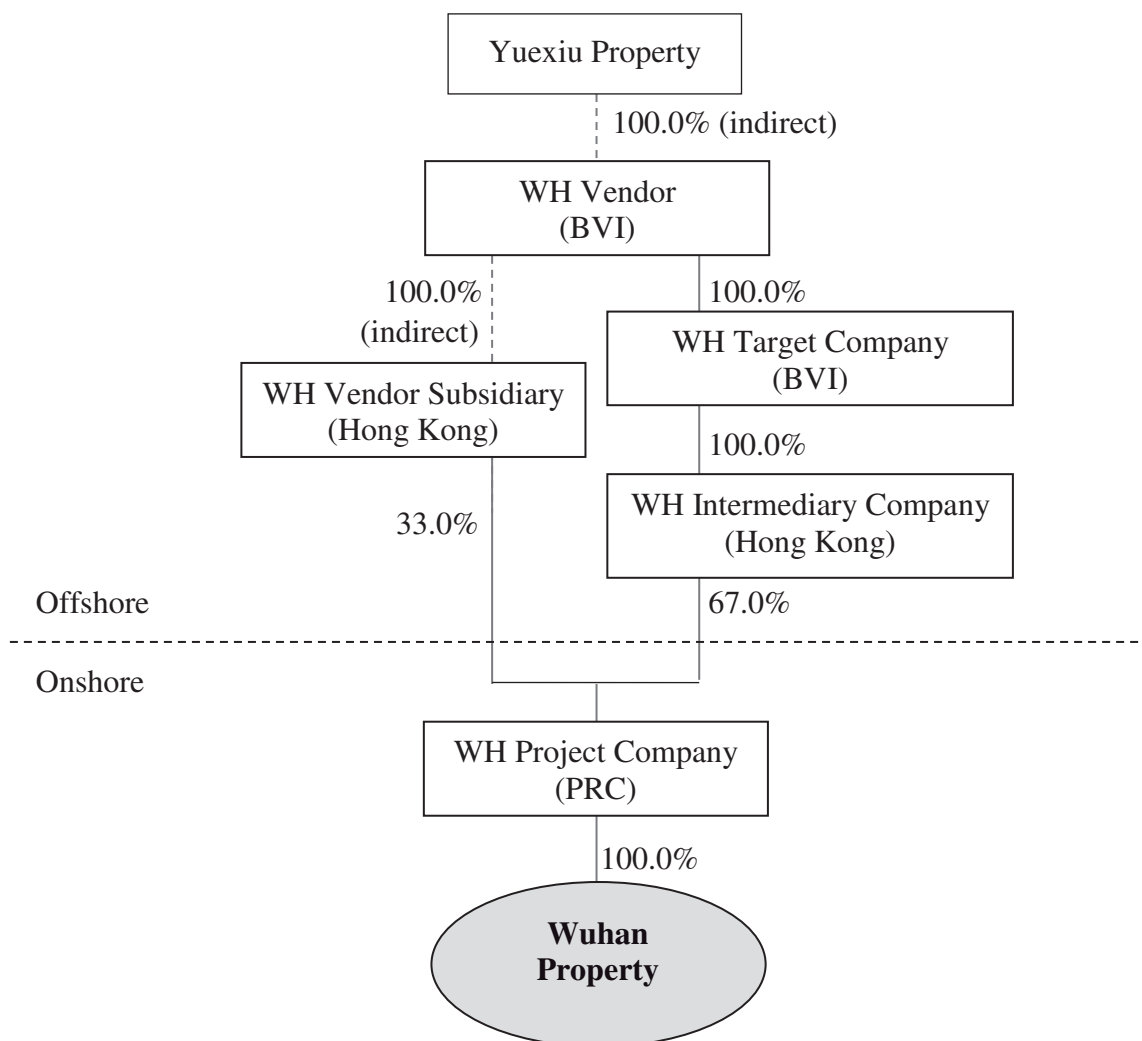 Yuexiu Property
100.0% (indirect)
WH Vendor
(BVI)
100.0%
(indirect)
100.0%
WH Target Company
(BVI)
WH Vendor Subsidiary
(Hong Kong)
100.0%
WH Intermediary Company
(Hong Kong)
33.0%
67.0%
Offshore
Onshore
WH Project Company
(PRC)
100.0%
Wuhan
Property